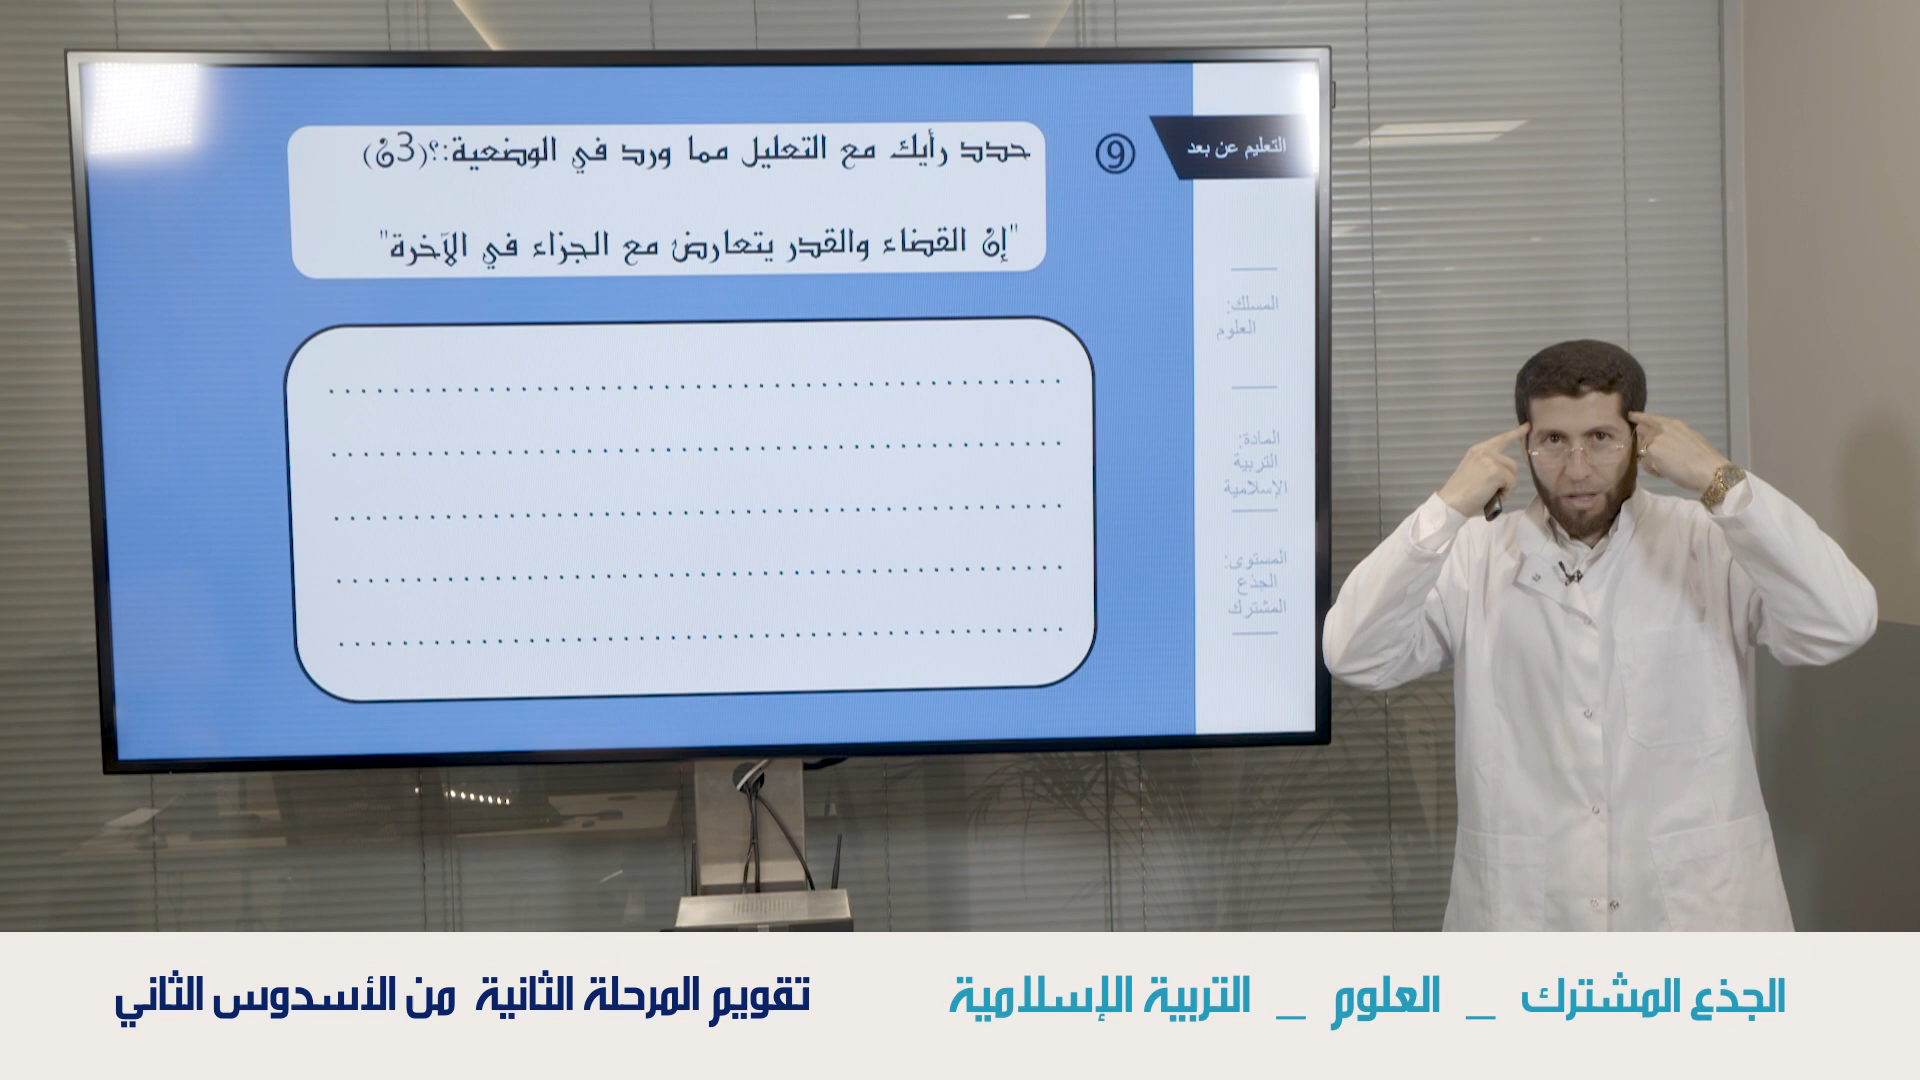 التعليم عن بعد
⑨
حدد رأيك مع التعليل مما ورد في الوضعية:؟(3ن)
"إن القضاء والقدر يتعارض مع الجزاء في الآخرة"
المسلك:
العلوم
المادة:
التربية
الإسلامية
المستوى:
الجذع
المشترك
الجذع المشترك _ العلوم _ التربية الإسلامية
تقويم المرحلة الثانية من الأسدوس الثاني